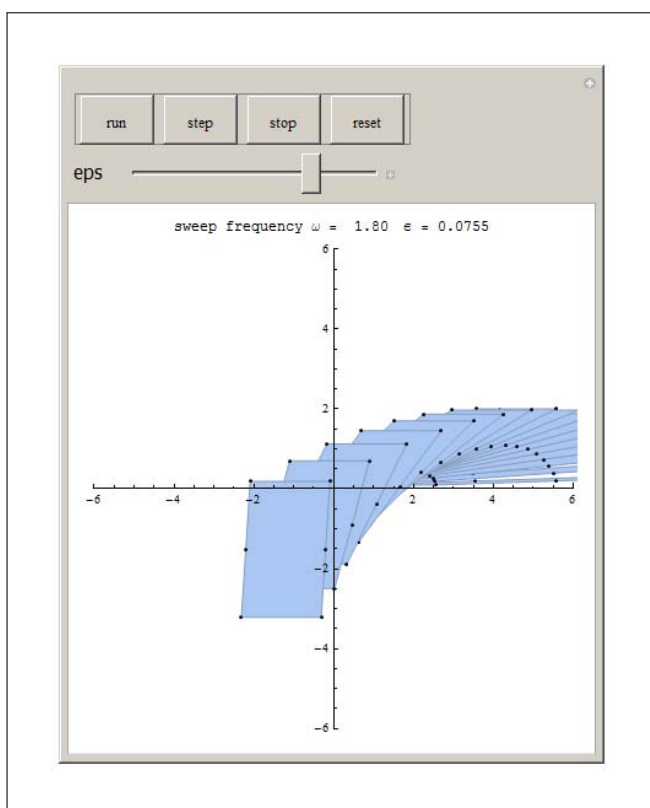 run step stop reset
eps
sweep frequency ω = 1.80 ϵ = 0.0755
6
4
2
-6 -4 -2 2 4 6
-2
-4
-6